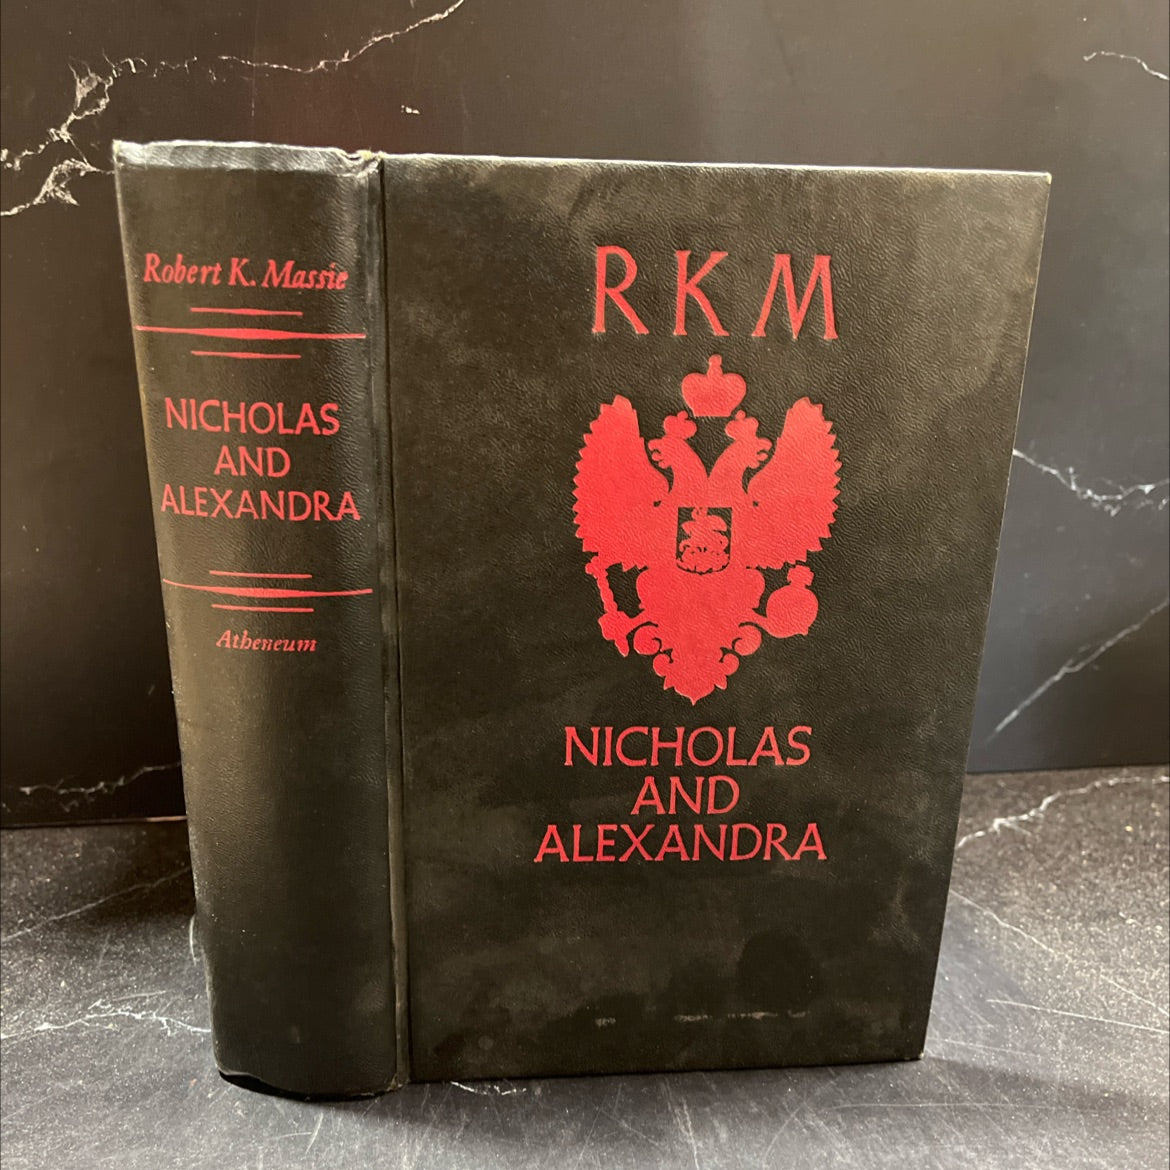 Robert K. Massie
NICHOLAS
AND
ALEXANDRA
Atheneum
RKM
NICHOLAS
AND
ALEXANDRA